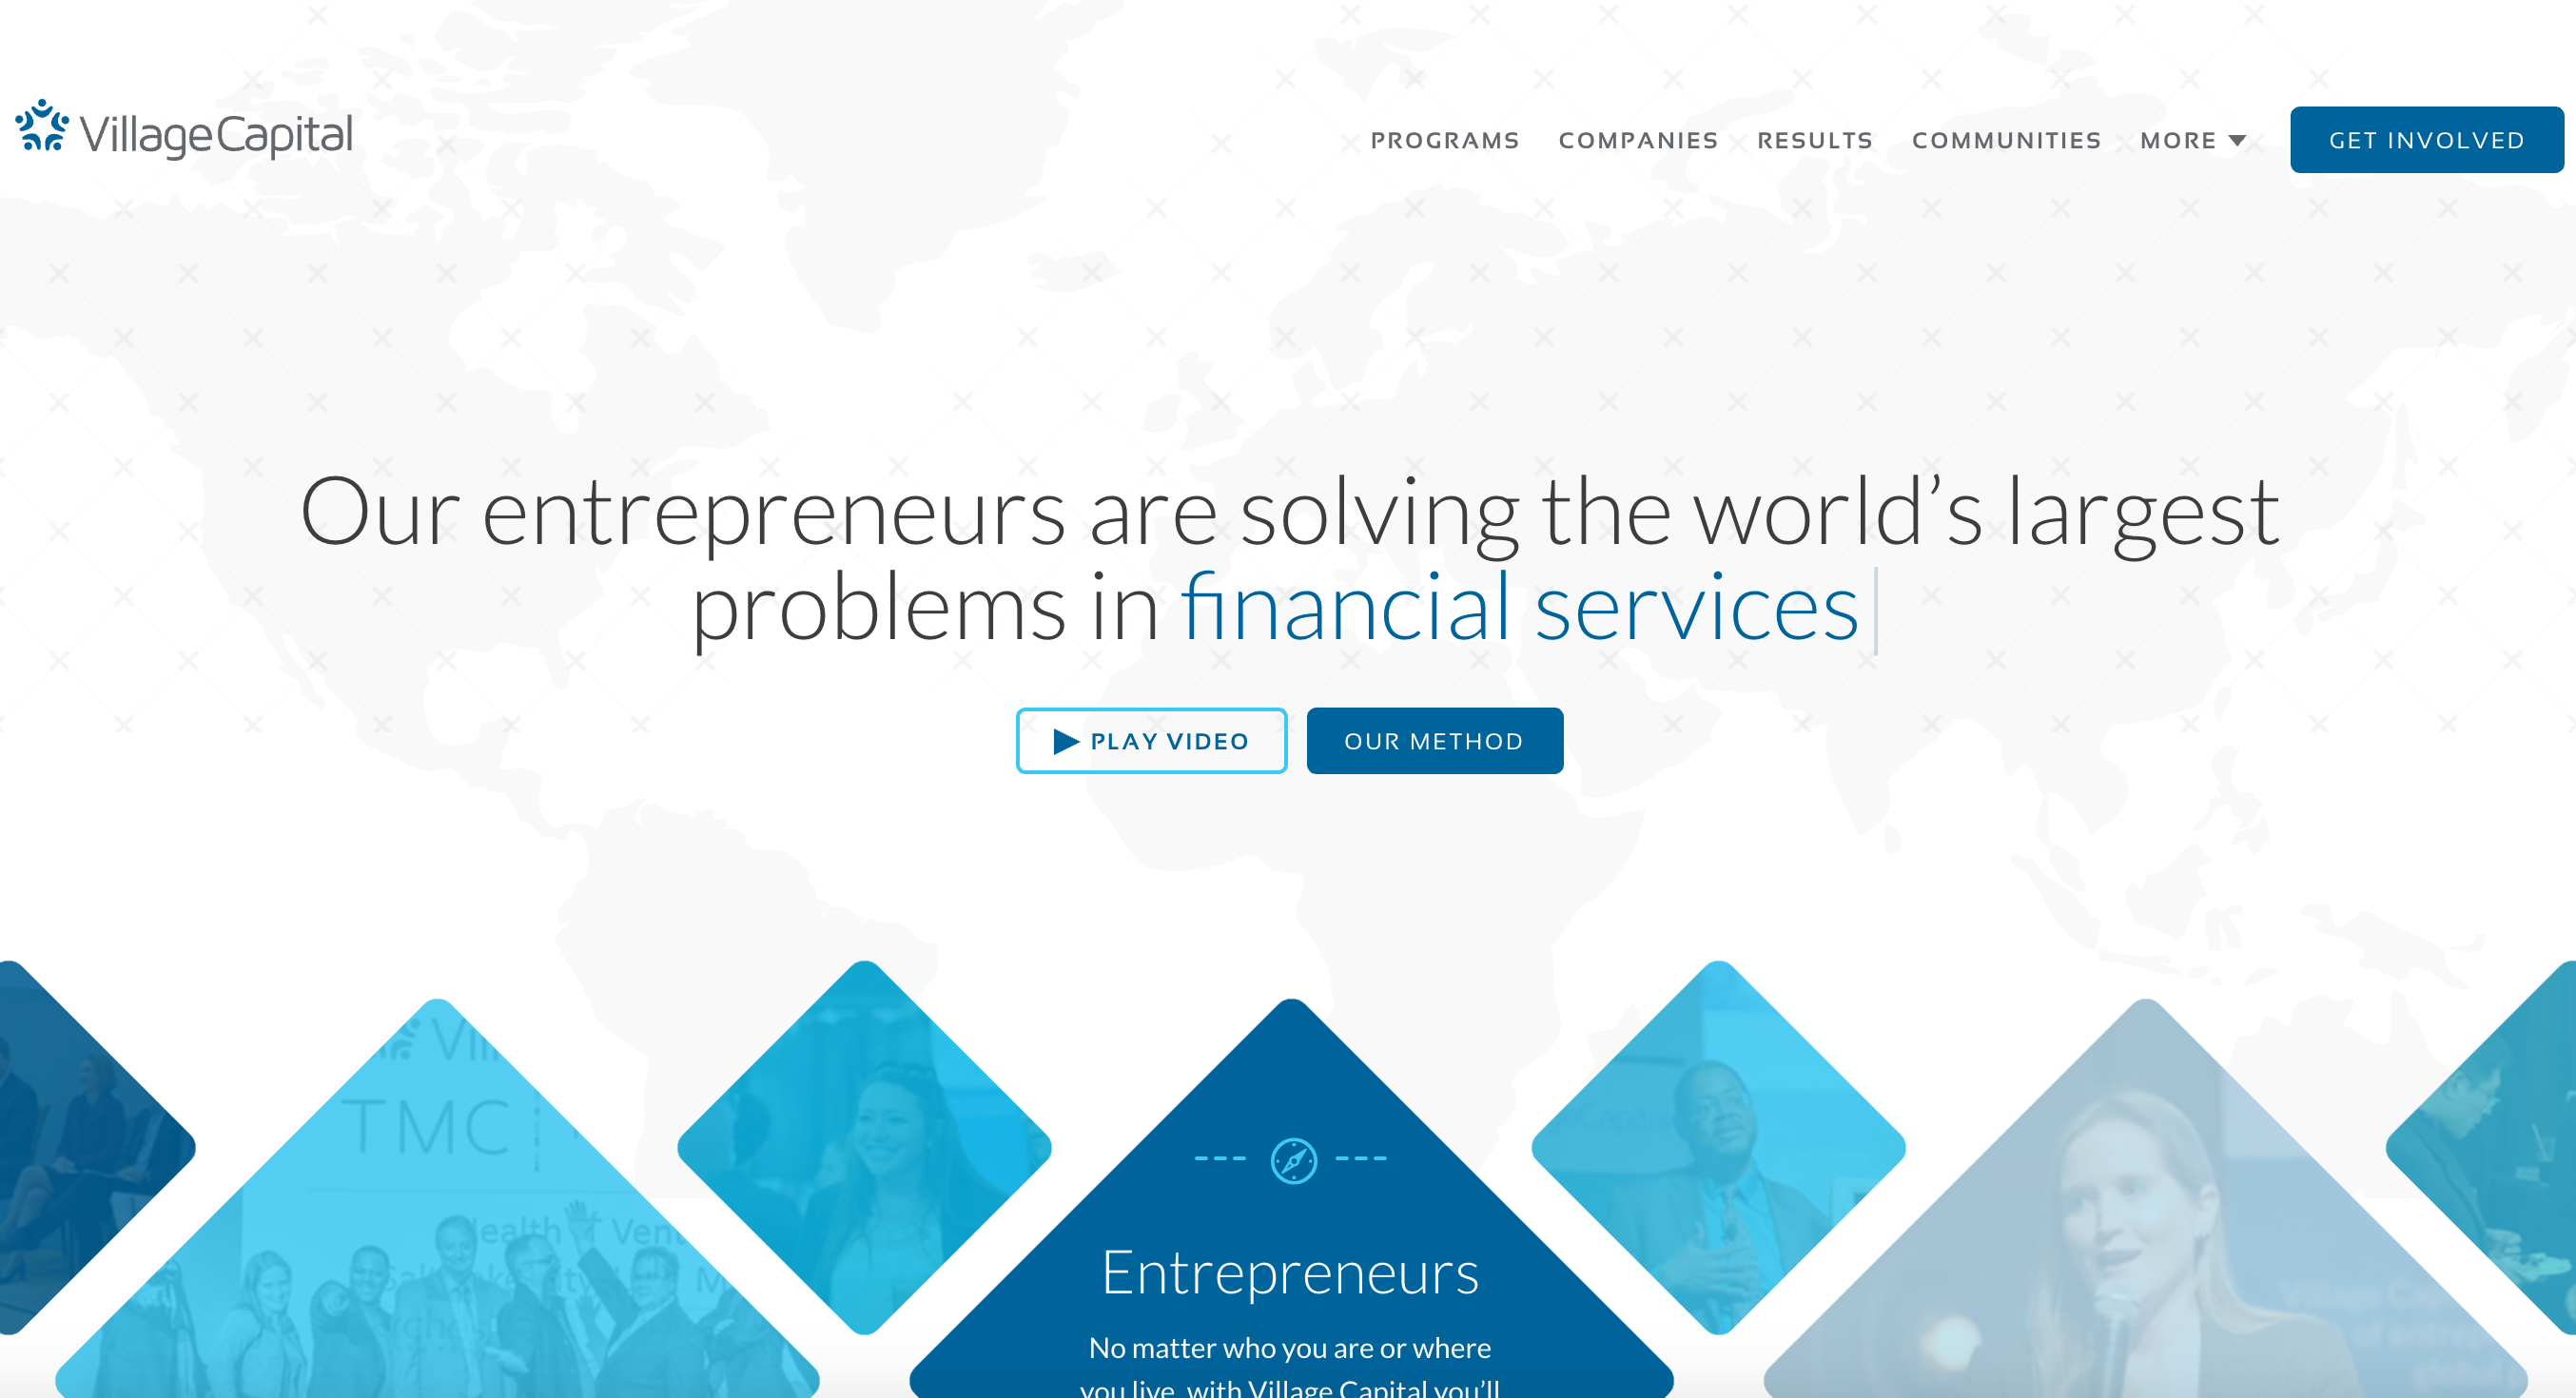 VillageCapital
PROGRAMS COMPANIES RESULTS COMMUNITIES MORE GET INVOLVED
Our entrepreneurs are solving the world’s largest
problems in financial services
PLAY VIDEO OUR METHOD
TMC
Entrepreneurs
No matter who you are or where
you live, with Village Capital you’ll